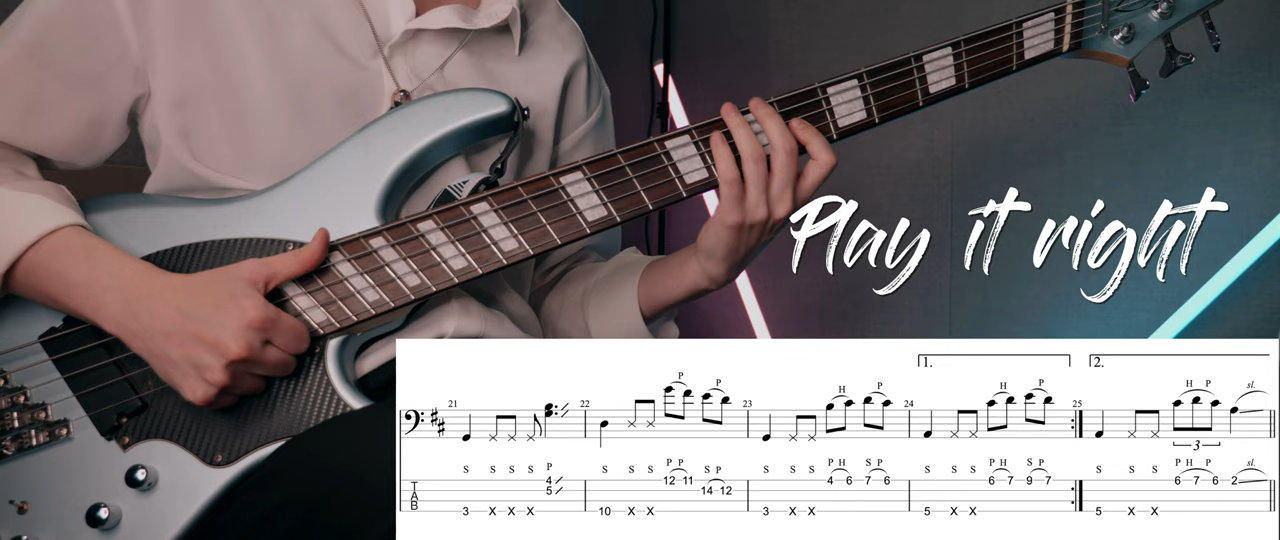 Play it right
1. 2.
P P P H P H P H P sl.
21 22 23 24 25
3
S S S S P S S S P P S P S S S P H S P S S S P H S P S S S P H P sl.
T 4 12 11 4 6 7 6 6 7 9 7 6 7 6 2
A 5 14 12
B 3 X X X 10 X X 3 X X 5 X X 5 X X